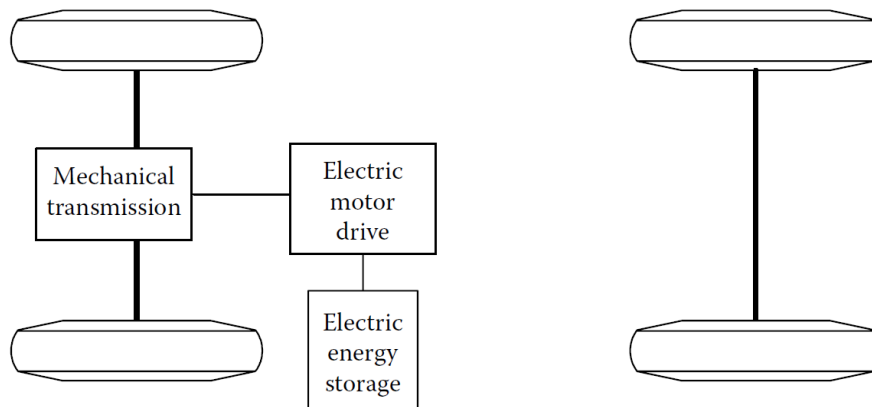 Mechanical
transmission
Electric
motor
drive
Electric
energy
storage